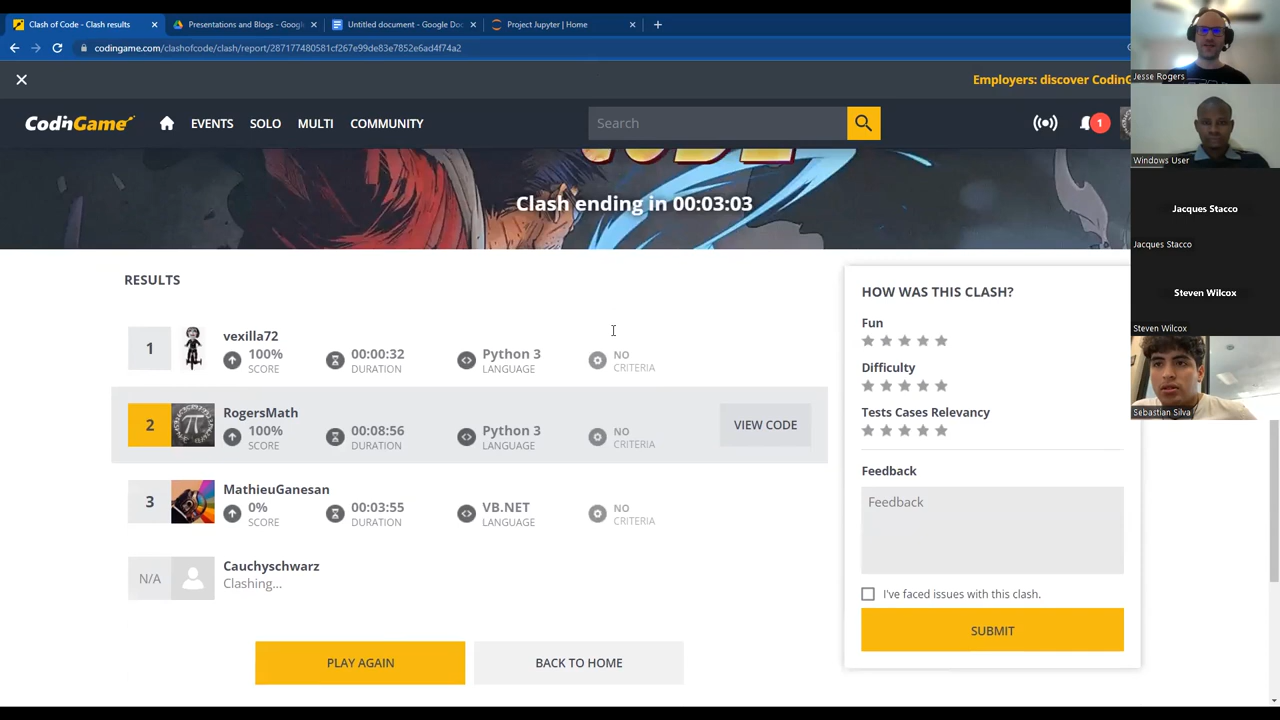 Clash of Code - Clash results
Presentations and Blogs - Googl
Untitled document - Google Doc
Project Jupyter | Home
codingame.com/clashofcode/clash/report/287177480581cf267e99de83e7852e6ad4f74a2
Employers: discover CodinG
CodinGame
HOME
EVENTS
SOLO
MULTI
COMMUNITY
Search
1
Clash ending in 00:03:03
RESULTS
1
vexilla72
100%
SCORE
00:00:32
DURATION
Python 3
LANGUAGE
NO
CRITERIA
2
RogersMath
100%
SCORE
00:08:56
DURATION
Python 3
LANGUAGE
NO
CRITERIA
VIEW CODE
3
MathieuGanesan
0%
SCORE
00:03:55
DURATION
VB.NET
LANGUAGE
NO
CRITERIA
N/A
Cauchyschwarz
Clashing...
PLAY AGAIN
BACK TO HOME
HOW WAS THIS CLASH?
Fun
Difficulty
Tests Cases Relevancy
Feedback
Feedback
I've faced issues with this clash.
SUBMIT
Jesse Rogers
Windows User
Jacques Stacco
Jacques Stacco
Steven Wilcox
Steven Wilcox
Sebastian Silva